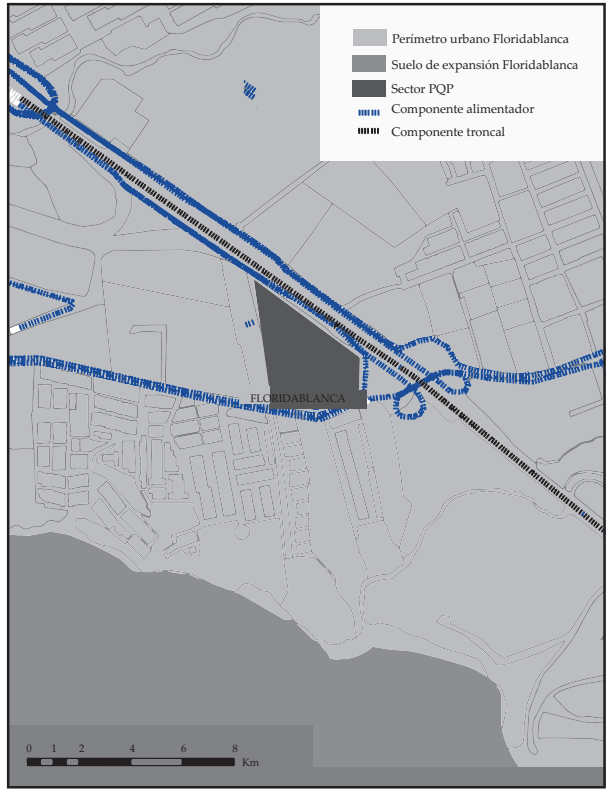 Perímetro urbano Floridablanca
Suelo de expansión Floridablanca
Sector PQP
Componente alimentador
Componente troncal
FLORIDABLANCA
0 1 2 4 6 8
Km